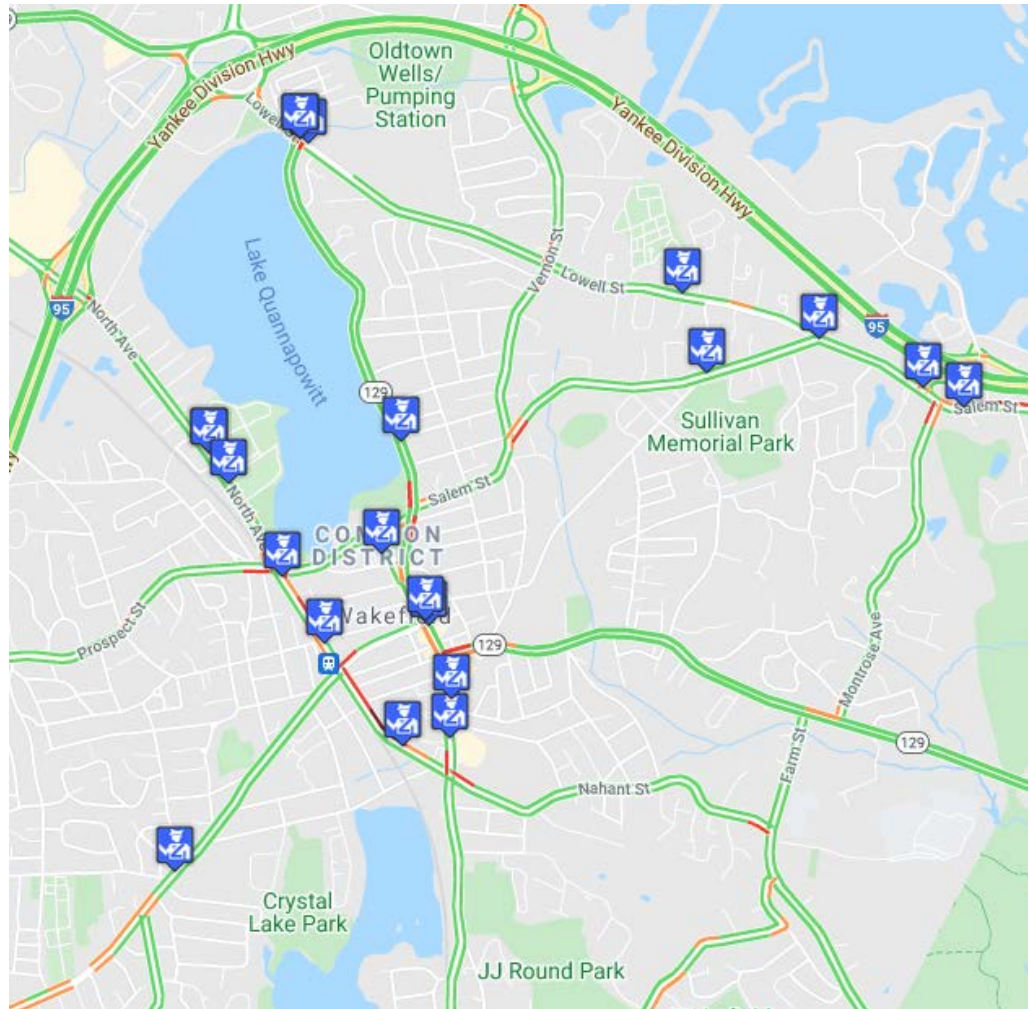 Oldtown
Wells/
Pumping
Station
Yankee Division Hwy
Yankee Division Hwy
Lowell
Lake Quannapowitt
Vernon St
Lowell St
95
North Ave
95
129
Salem St
Sullivan
Memorial Park
Salem St
North Ave
DISTRICT
Wakefield
129
Prospect St
Montrose Ave
129
Farm St
Nahant St
Crystal
Lake Park
JJ Round Park